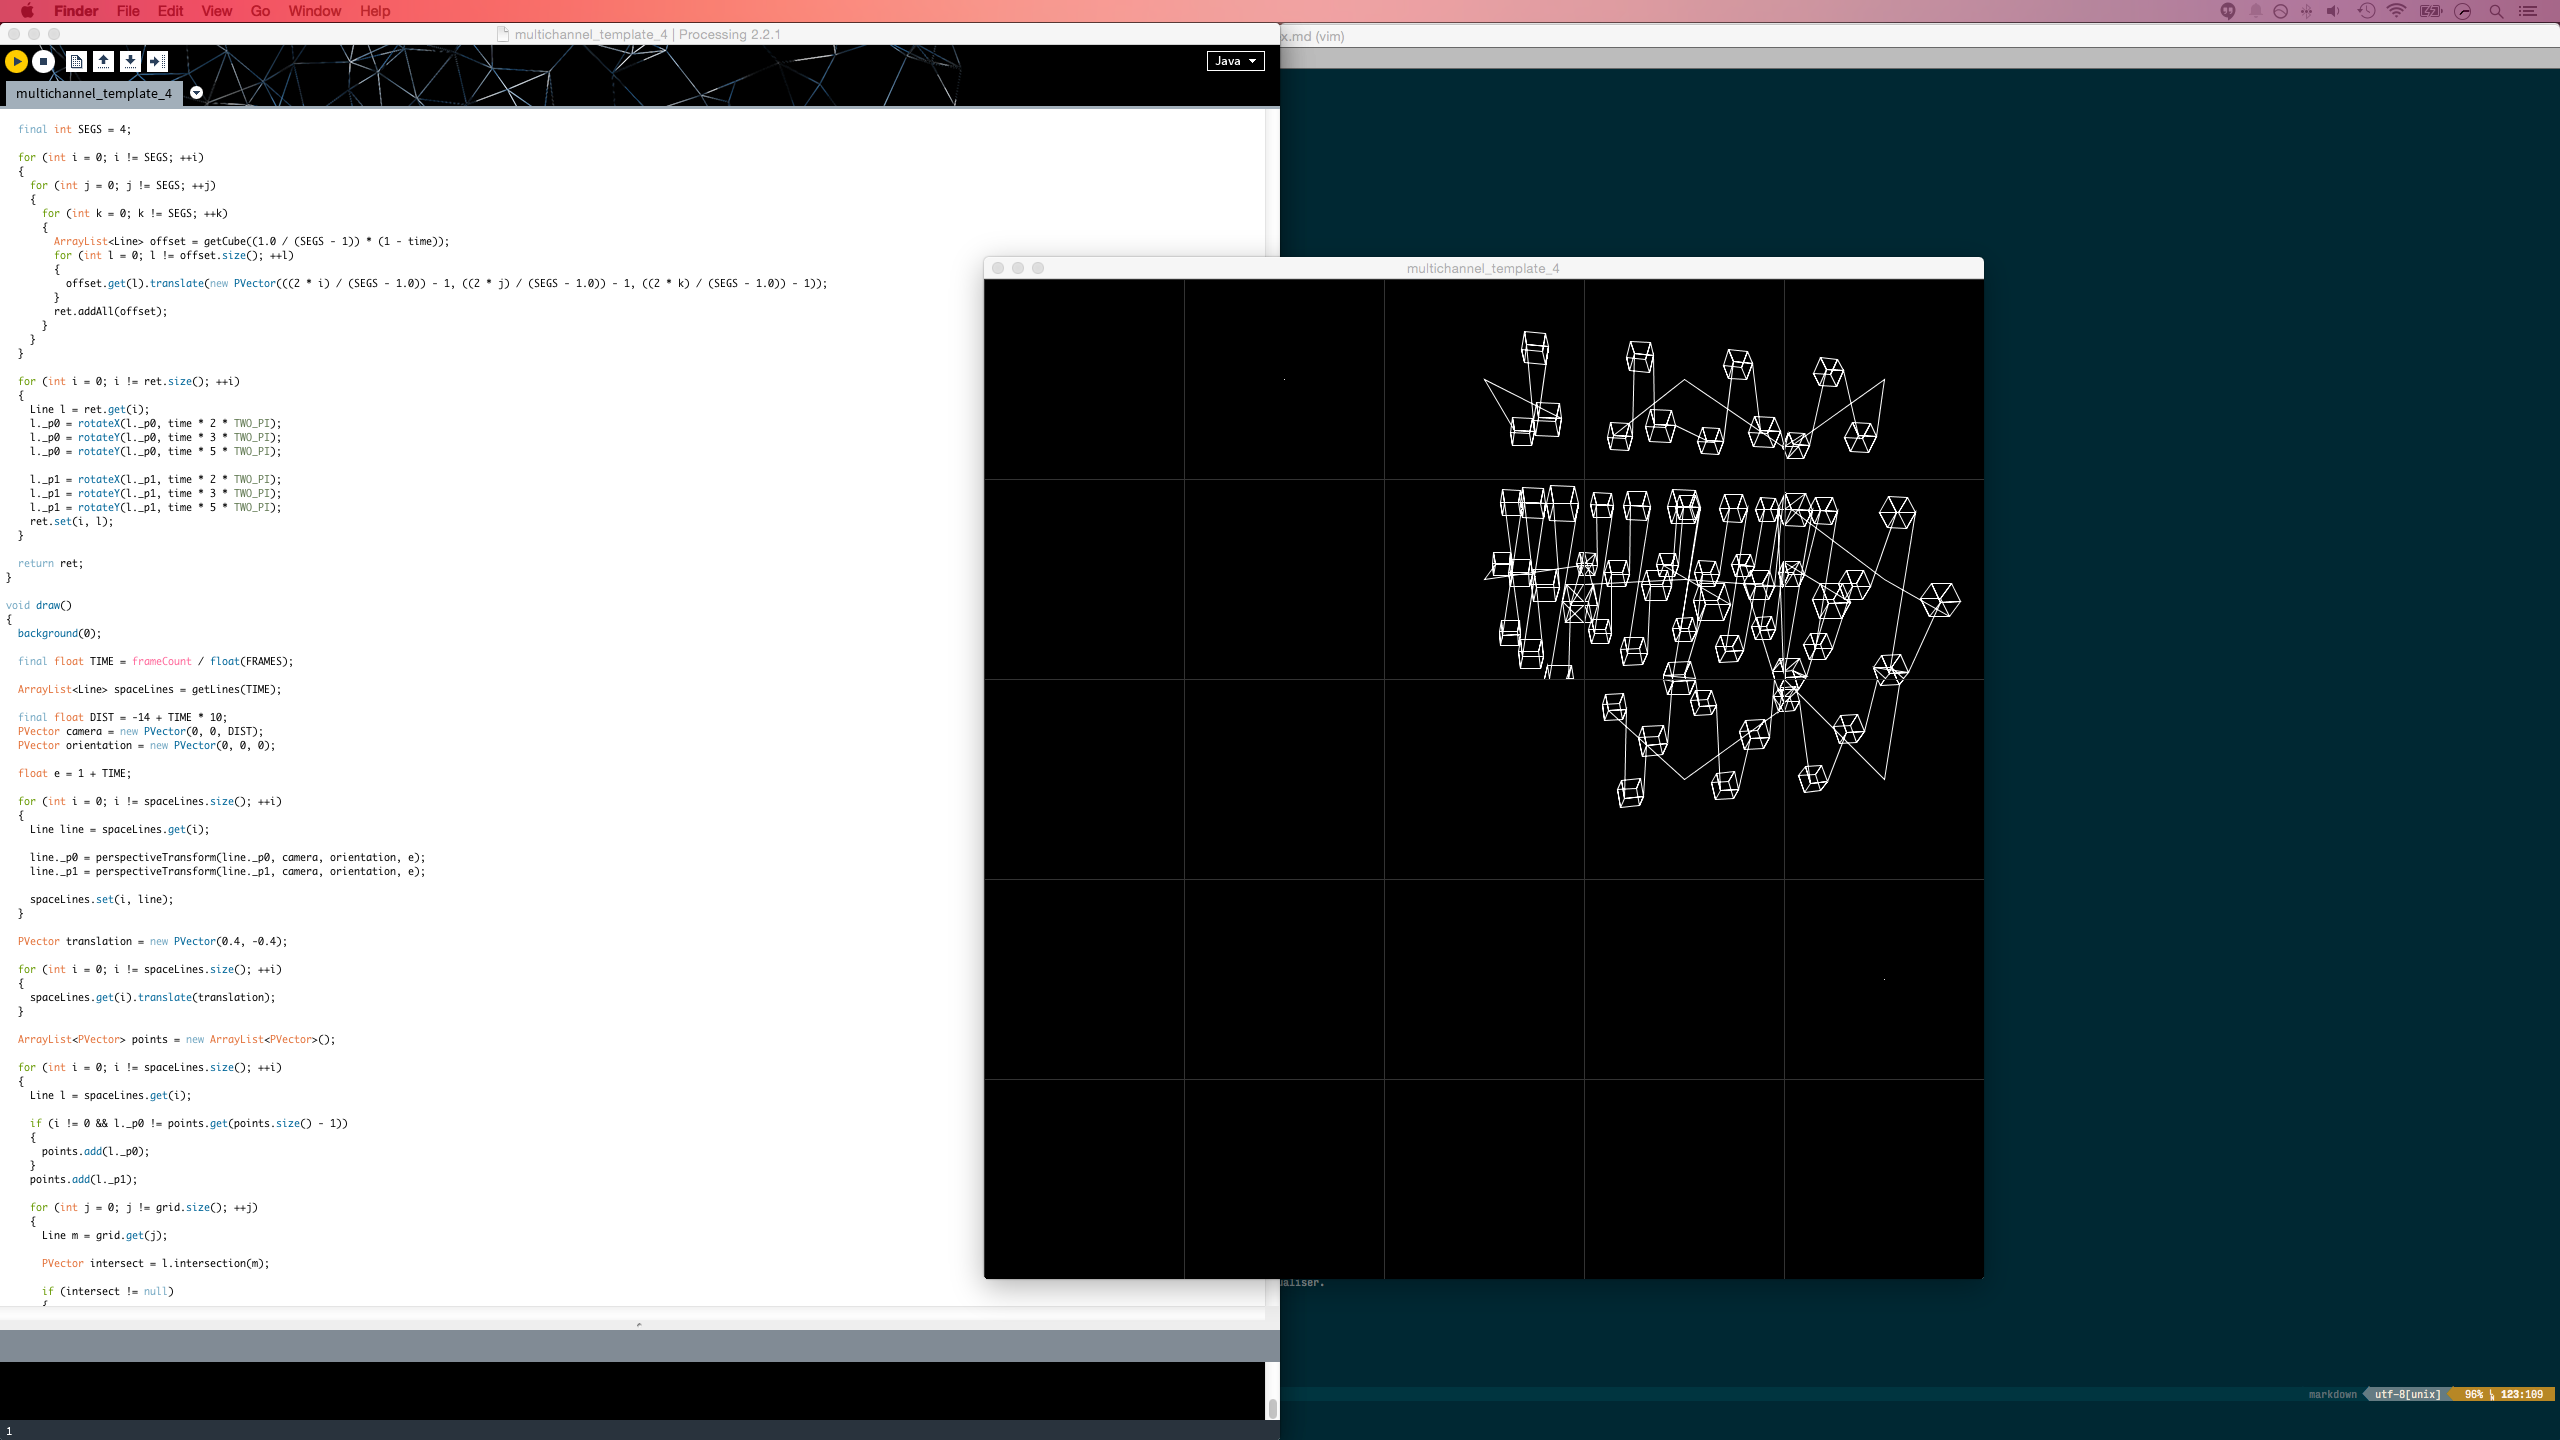 Finder File Edit View Go Window Help
multichannel_template_4 | Processing 2.2.1
x.md (vim)
Java
multichannel_template_4
final int SEGS = 4;
for (int i = 0; i != SEGS; ++i)
{
for (int j = 0; j != SEGS; ++j)
{
for (int k = 0; k != SEGS; ++k)
{
ArrayList<Line> offset = getCube((1.0 / (SEGS - 1)) * (1 - time));
for (int l = 0; l != offset.size(); ++l)
{
offset.get(l).translate(new PVector(((2 * i) / (SEGS - 1.0)) - 1, ((2 * j) / (SEGS - 1.0)) - 1, ((2 * k) / (SEGS - 1.0)) - 1));
}
ret.addAll(offset);
}
}
}
for (int i = 0; i != ret.size(); ++i)
{
Line l = ret.get(i);
l._p0 = rotateX(l._p0, time * 2 * TWO_PI);
l._p0 = rotateY(l._p0, time * 3 * TWO_PI);
l._p0 = rotateY(l._p0, time * 5 * TWO_PI);
l._p1 = rotateX(l._p1, time * 2 * TWO_PI);
l._p1 = rotateY(l._p1, time * 3 * TWO_PI);
l._p1 = rotateY(l._p1, time * 5 * TWO_PI);
ret.set(i, l);
}
return ret;
}
void draw()
{
background(0);
final float TIME = frameCount / float(FRAMES);
ArrayList<Line> spaceLines = getLines(TIME);
final float DIST = -14 + TIME * 10;
PVector camera = new PVector(0, 0, DIST);
PVector orientation = new PVector(0, 0, 0);
float e = 1 + TIME;
for (int i = 0; i != spaceLines.size(); ++i)
{
Line line = spaceLines.get(i);
line._p0 = perspectiveTransform(line._p0, camera, orientation, e);
line._p1 = perspectiveTransform(line._p1, camera, orientation, e);
spaceLines.set(i, line);
}
PVector translation = new PVector(0.4, -0.4);
for (int i = 0; i != spaceLines.size(); ++i)
{
spaceLines.get(i).translate(translation);
}
ArrayList<PVector> points = new ArrayList<PVector>();
for (int i = 0; i != spaceLines.size(); ++i)
{
Line l = spaceLines.get(i);
if (i != 0 && l._p0 != points.get(points.size() - 1))
{
points.add(l._p0);
}
points.add(l._p1);
for (int j = 0; j != grid.size(); ++j)
{
Line m = grid.get(j);
PVector intersect = l.intersection(m);
if (intersect != null)
{
1
multichannel_template_4
aliser.
markdown utf-8[unix] 96% 123:109